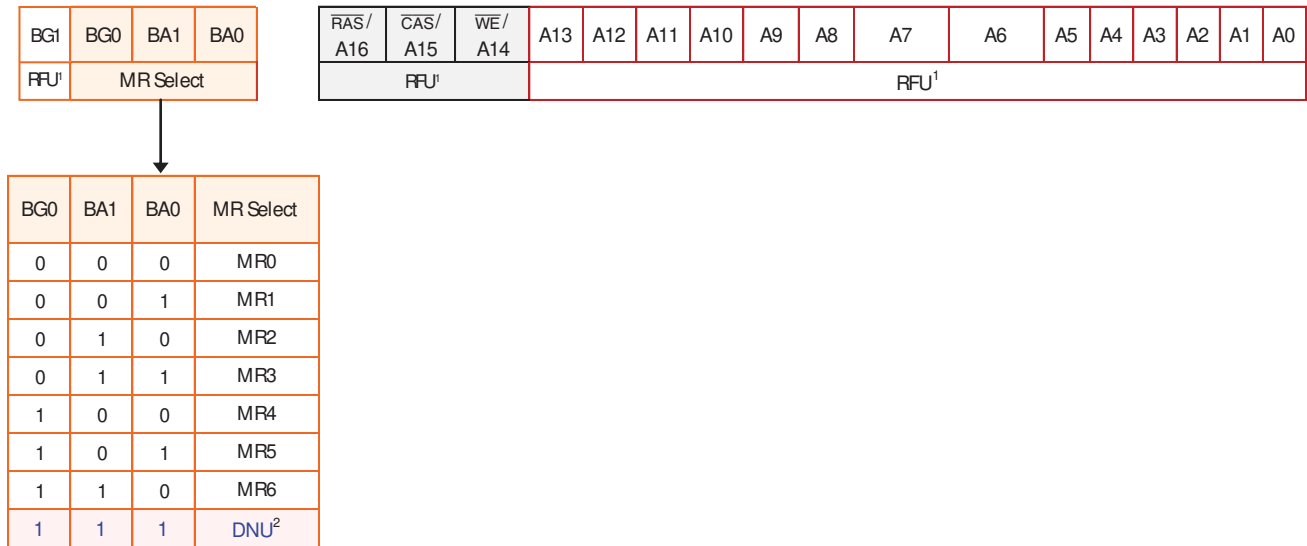 BG1 BG0 BA1 BA0
RFU¹ MR Select
RAS/ A16 CAS/ A15 WE/ A14 A13 A12 A11 A10 A9 A8 A7 A6 A5 A4 A3 A2 A1 A0
RFU¹ RFU¹
BG0 BA1 BA0 MR Select
0 0 0 MR0
0 0 1 MR1
0 1 0 MR2
0 1 1 MR3
1 0 0 MR4
1 0 1 MR5
1 1 0 MR6
1 1 1 DNU²